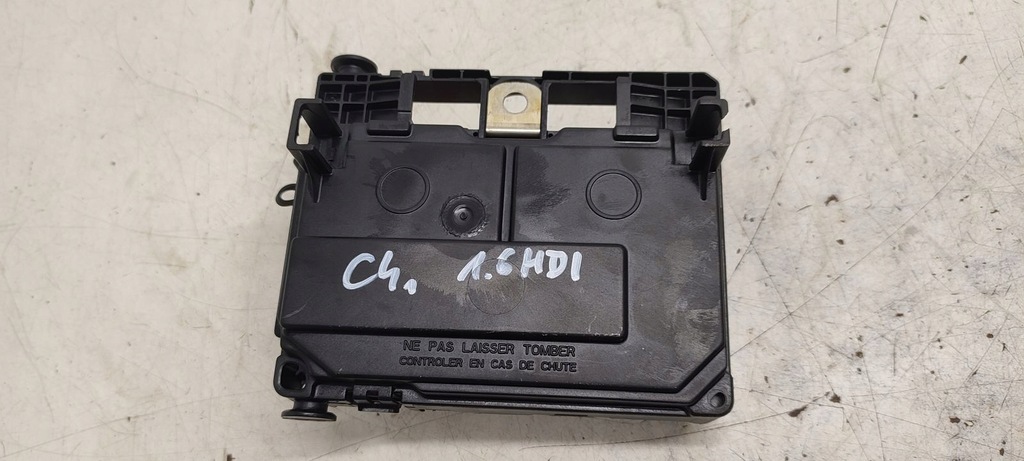 C4, 1.6HDI
NE PAS LAISSER TOMBER
CONTROLER EN CAS DE CHUTE